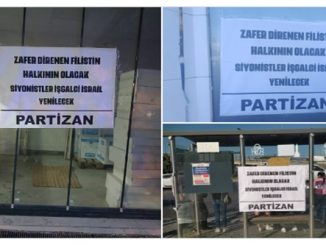 ZAFER DİRENEN FİLİSTİN
HALKININ OLACAK
SİYONİSTLER İŞGALCİ İSRAİL
YENİLECEK
PARTİZAN
ZAFER DİRENEN FİLİSTİN
HALKININ OLACAK
SİYONİSTLER İŞGALCİ İSRAİL
YENİLECEK
PARTİZAN
ZAFER DİRENEN FİLİSTİN
HALKININ OLACAK
SİYONİSTLER İŞGALCİ İSRAİL
YENİLECEK
PARTİZAN